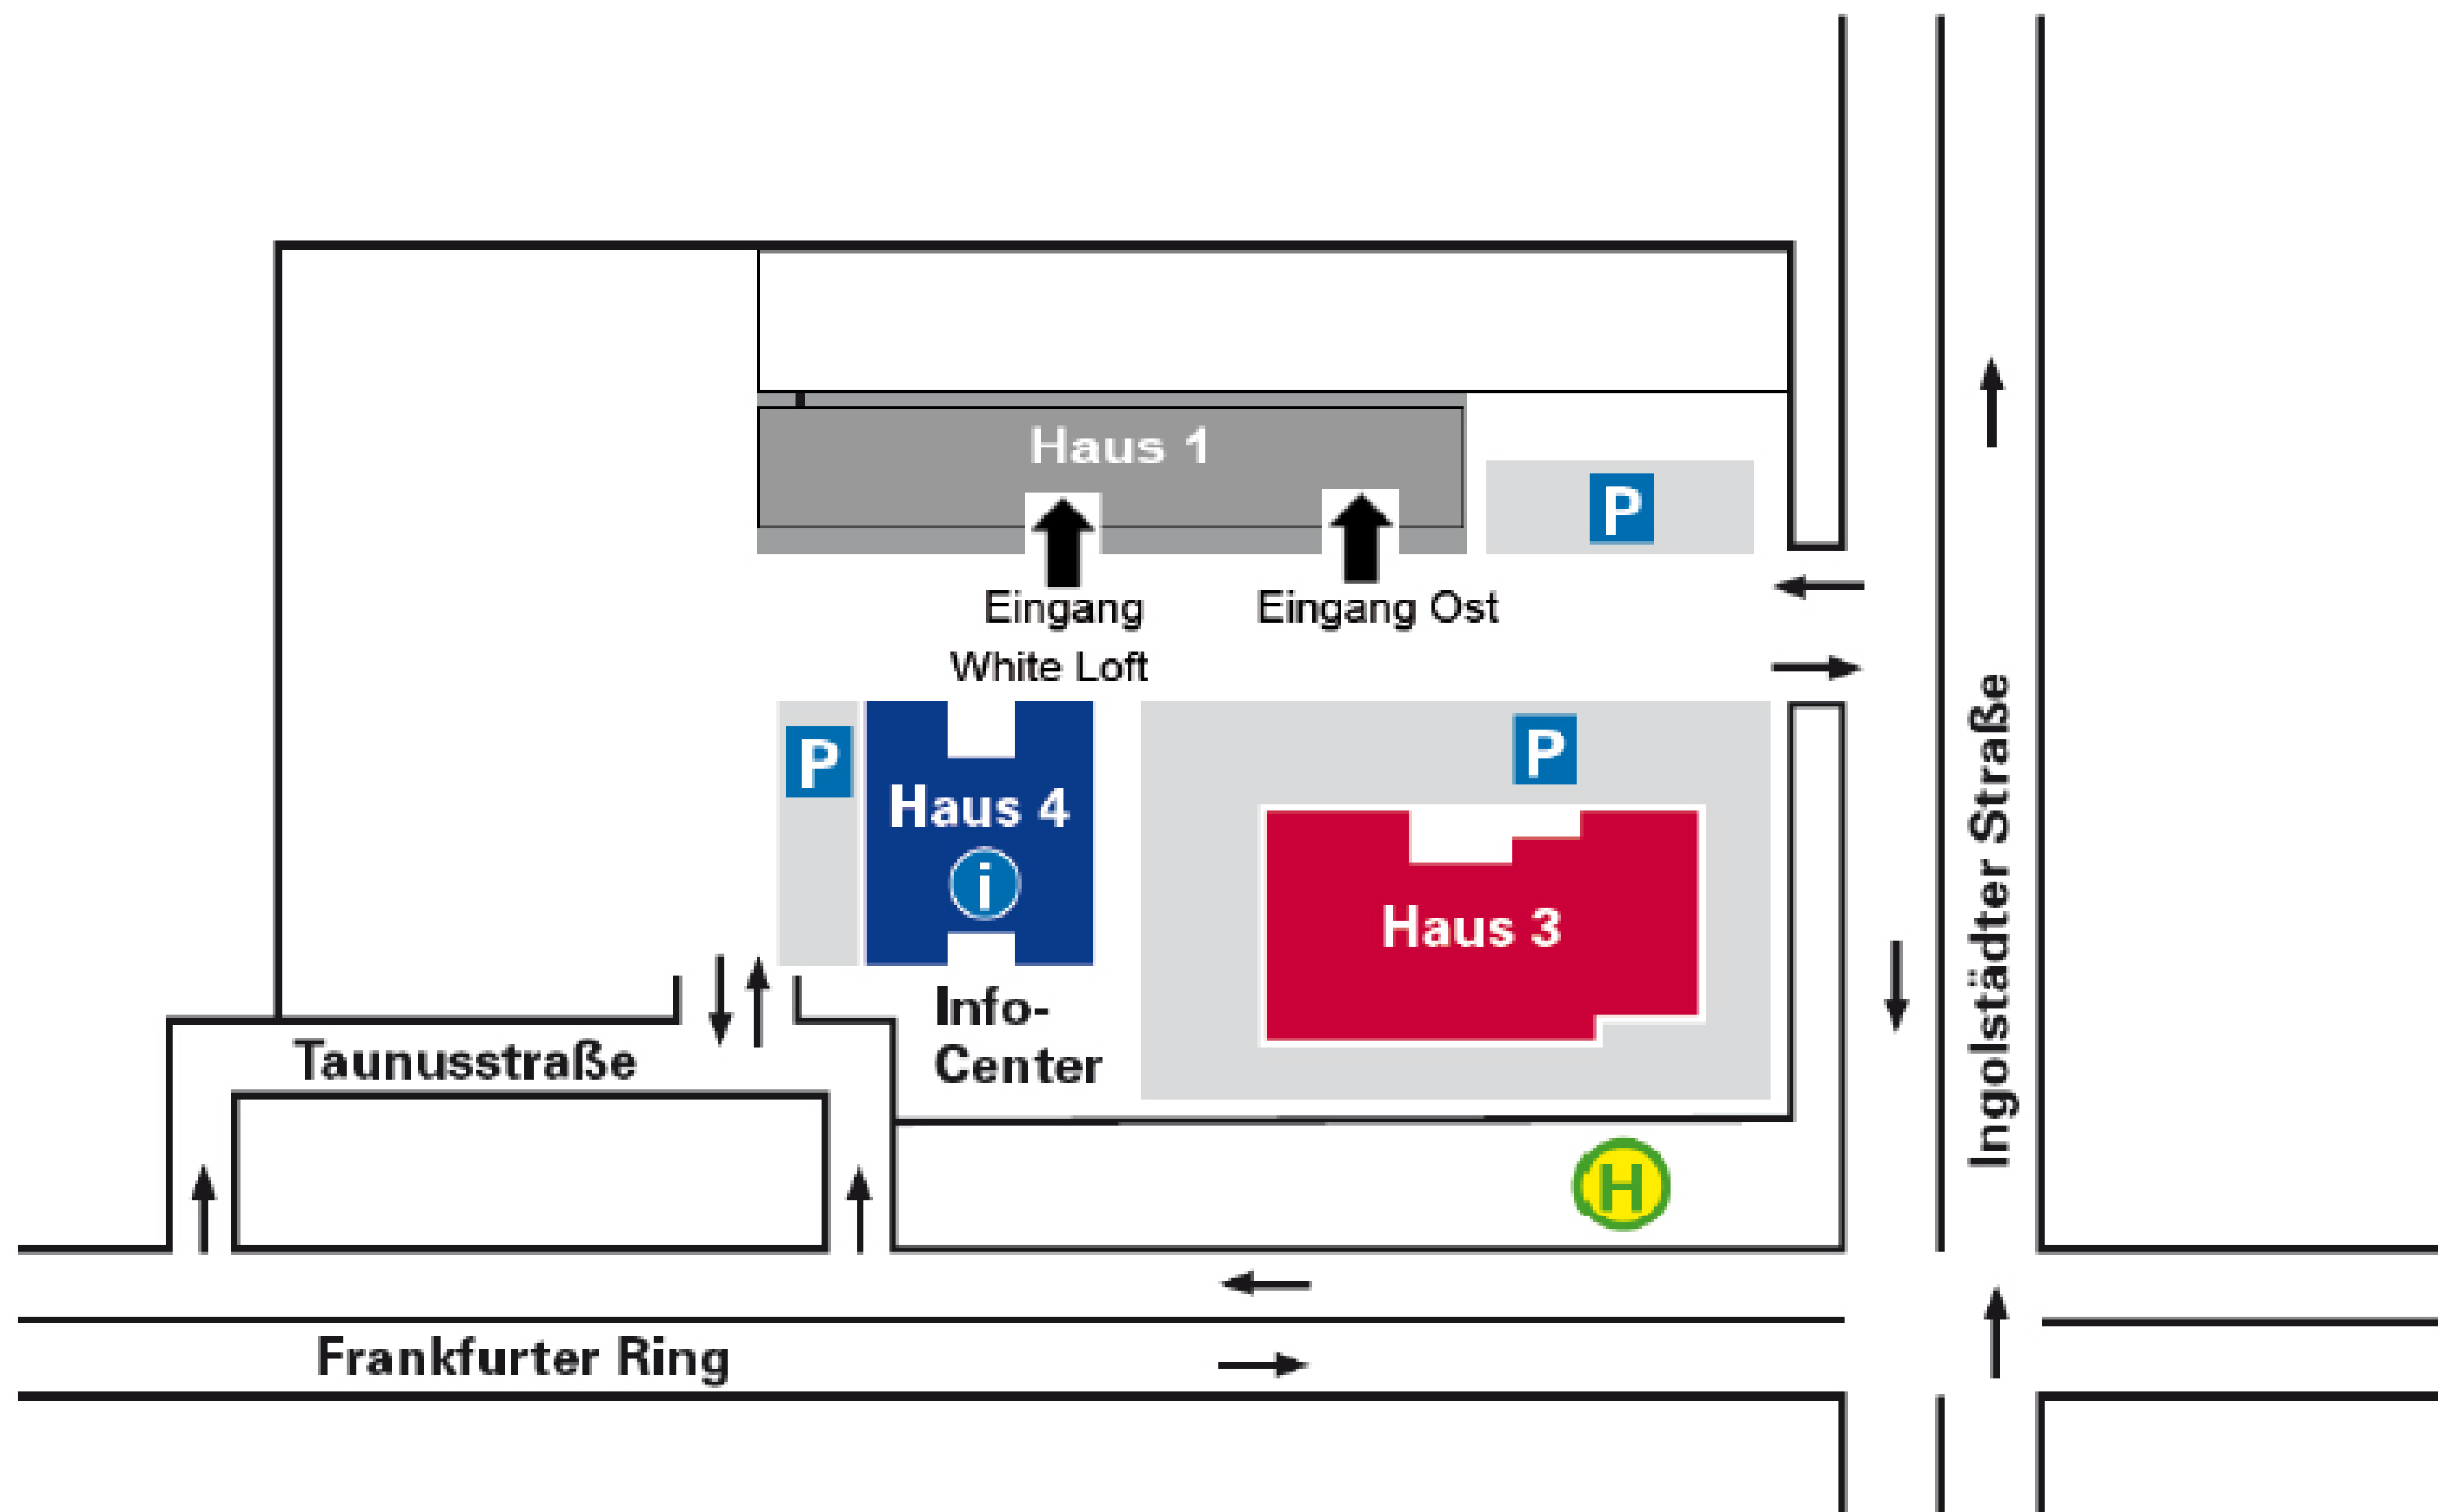 Haus 1
P
Eingang
White Loft
Eingang Ost
P
Haus 4
i
P
Haus 3
Info-
Center
Taunusstraße
Ingolstädter Straße
H
Frankfurter Ring